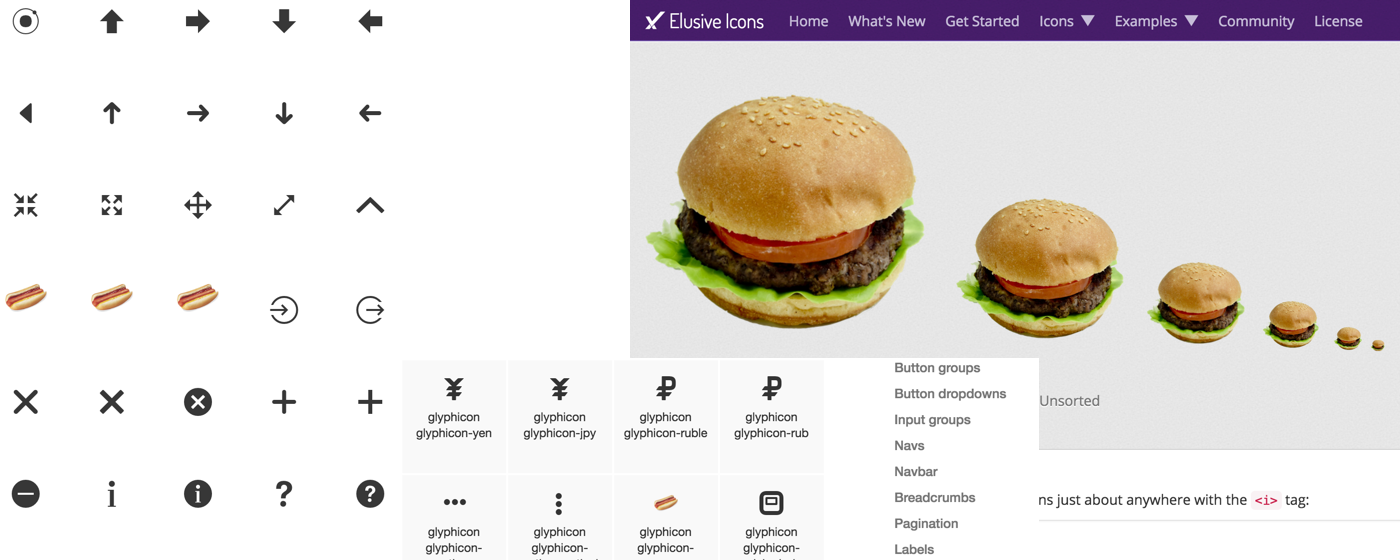 Elusive Icons Home What's New Get Started Icons Examples Community License
glyphicon
glyphicon-yen
glyphicon
glyphicon-jpy
glyphicon
glyphicon-ruble
glyphicon
glyphicon-rub
glyphicon
glyphicon-
glyphicon
glyphicon-
glyphicon
glyphicon-
glyphicon
glyphicon-
Button groups
Button dropdowns
Input groups
Navs
Navbar
Breadcrumbs
Pagination
Labels
Unsorted
ns just about anywhere with the <i> tag: